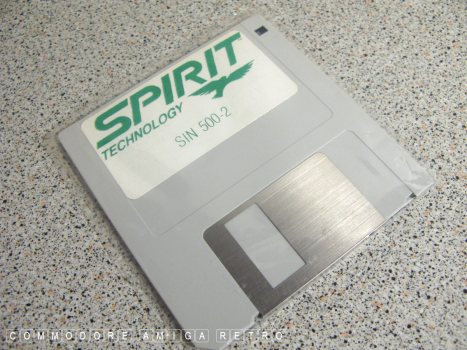 SPIRIT
TECHNOLOGY
SIN 500-2
COMMODORE AMIGA RETRO